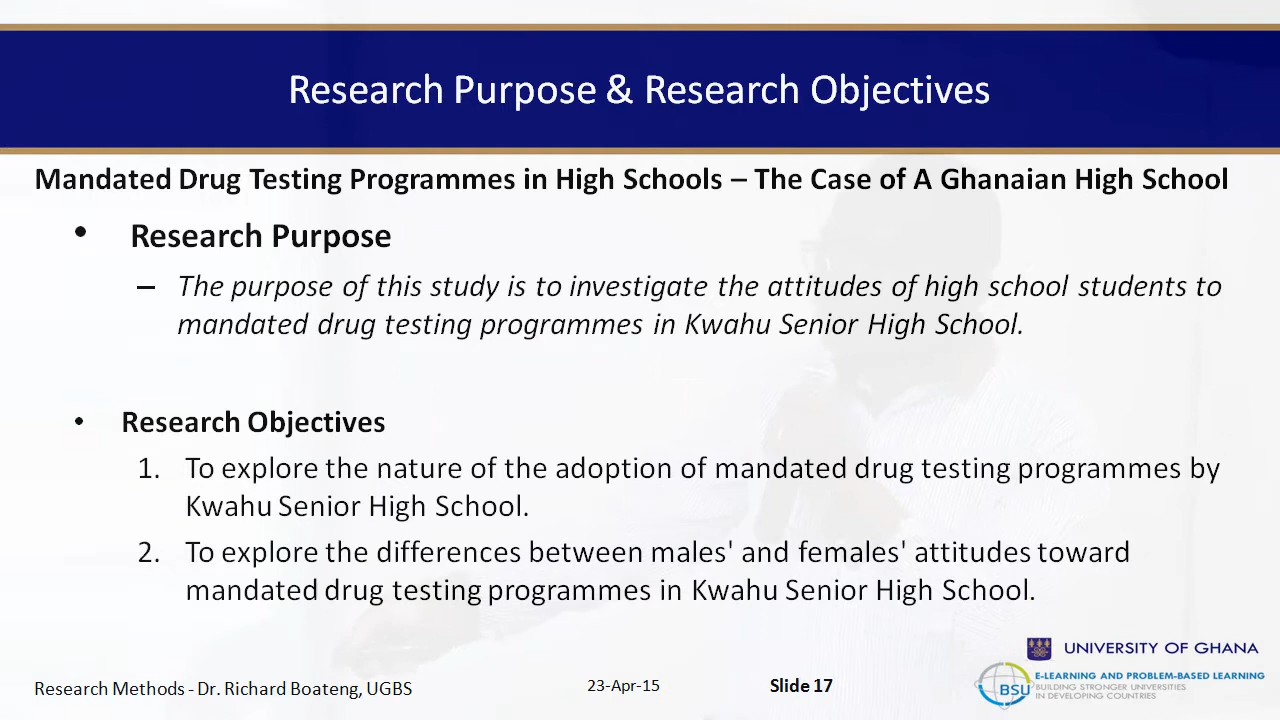 Research Purpose & Research Objectives
Mandated Drug Testing Programmes in High Schools – The Case of A Ghanaian High School
• Research Purpose
– The purpose of this study is to investigate the attitudes of high school students to
mandated drug testing programmes in Kwahu Senior High School.
• Research Objectives
1. To explore the nature of the adoption of mandated drug testing programmes by
Kwahu Senior High School.
2. To explore the differences between males' and females' attitudes toward
mandated drug testing programmes in Kwahu Senior High School.
UNIVERSITY OF GHANA
BSU
E-LEARNING AND PROBLEM-BASED LEARNING
BUILDING STRONGER UNIVERSITIES
IN DEVELOPING COUNTRIES
Research Methods - Dr. Richard Boateng, UGBS
23-Apr-15
Slide 17